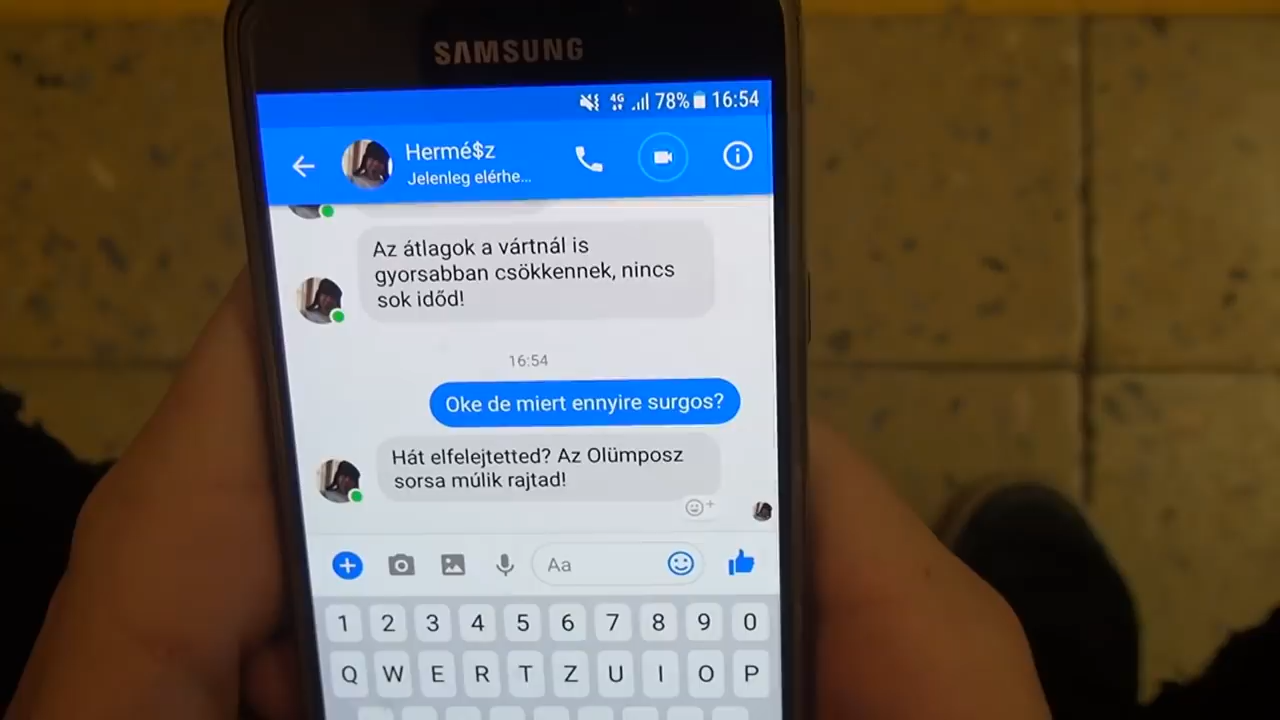 SAMSUNG
4G 78% 16:54
Hermé$z
Jelenleg elérhe...
Az átlagok a vártnál is
gyorsabban csökkennek, nincs
sok időd!
16:54
Oke de miert ennyire surgos?
Hát elfelejtetted? Az Olümposz
sorsa múlik rajtad!
Aa
1 2 3 4 5 6 7 8 9 0
Q W E R T Z U I O P